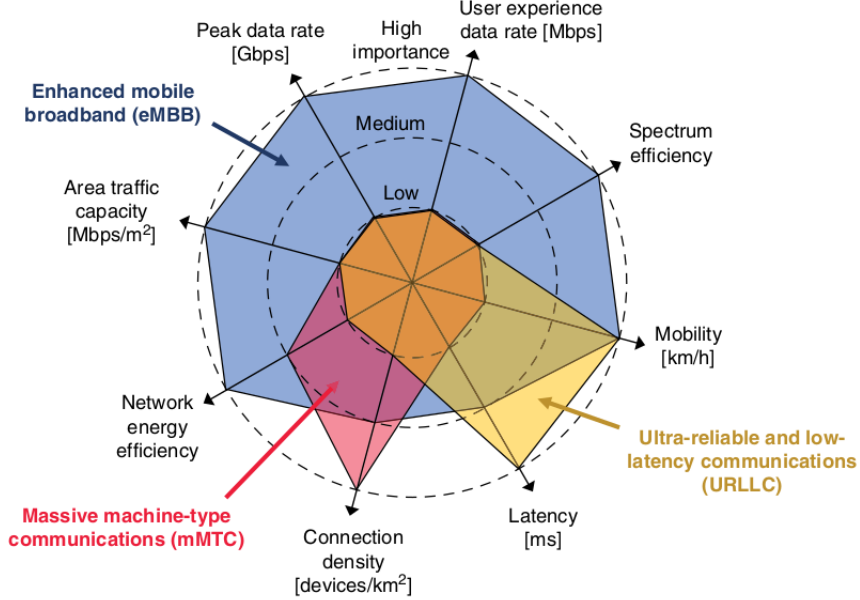 User experience
data rate [Mbps]
High
importance
Peak data rate
[Gbps]
Enhanced mobile
broadband (eMBB)
Medium
Spectrum
efficiency
Low
Area traffic
capacity
[Mbps/m²]
Mobility
[km/h]
Network
energy
efficiency
Ultra-reliable and low-
latency communications
(URLLC)
Massive machine-type
communications (mMTC)
Latency
[ms]
Connection
density
[devices/km²]